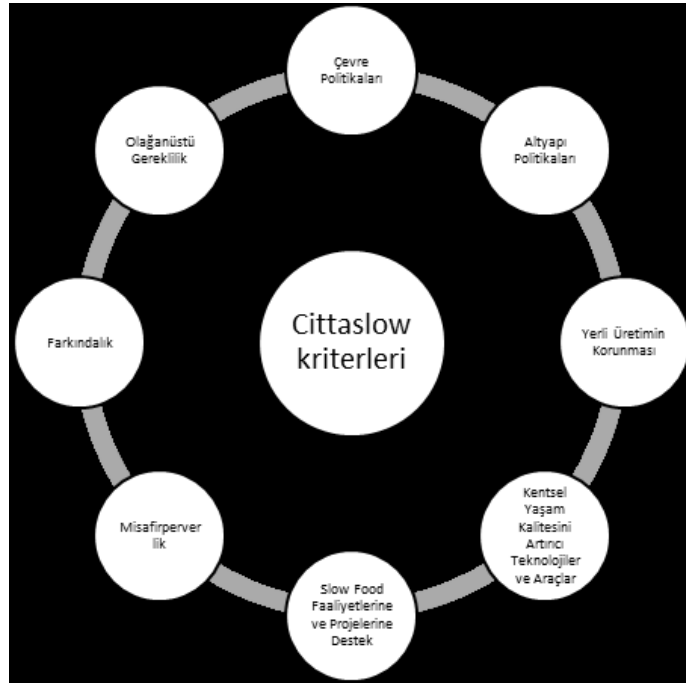 Çevre
Politikaları
Altyapı
Politikaları
Yerli Üretimin
Korunması
Kentsel
Yaşam
Kalitesini
Artırıcı
Teknolojiler
ve Araçlar
Slow Food
Faaliyetlerine
ve Projelerine
Destek
Misafirperver
lik
Farkındalık
Olağanüstü
Gereklilik
Cittaslow
kriterleri